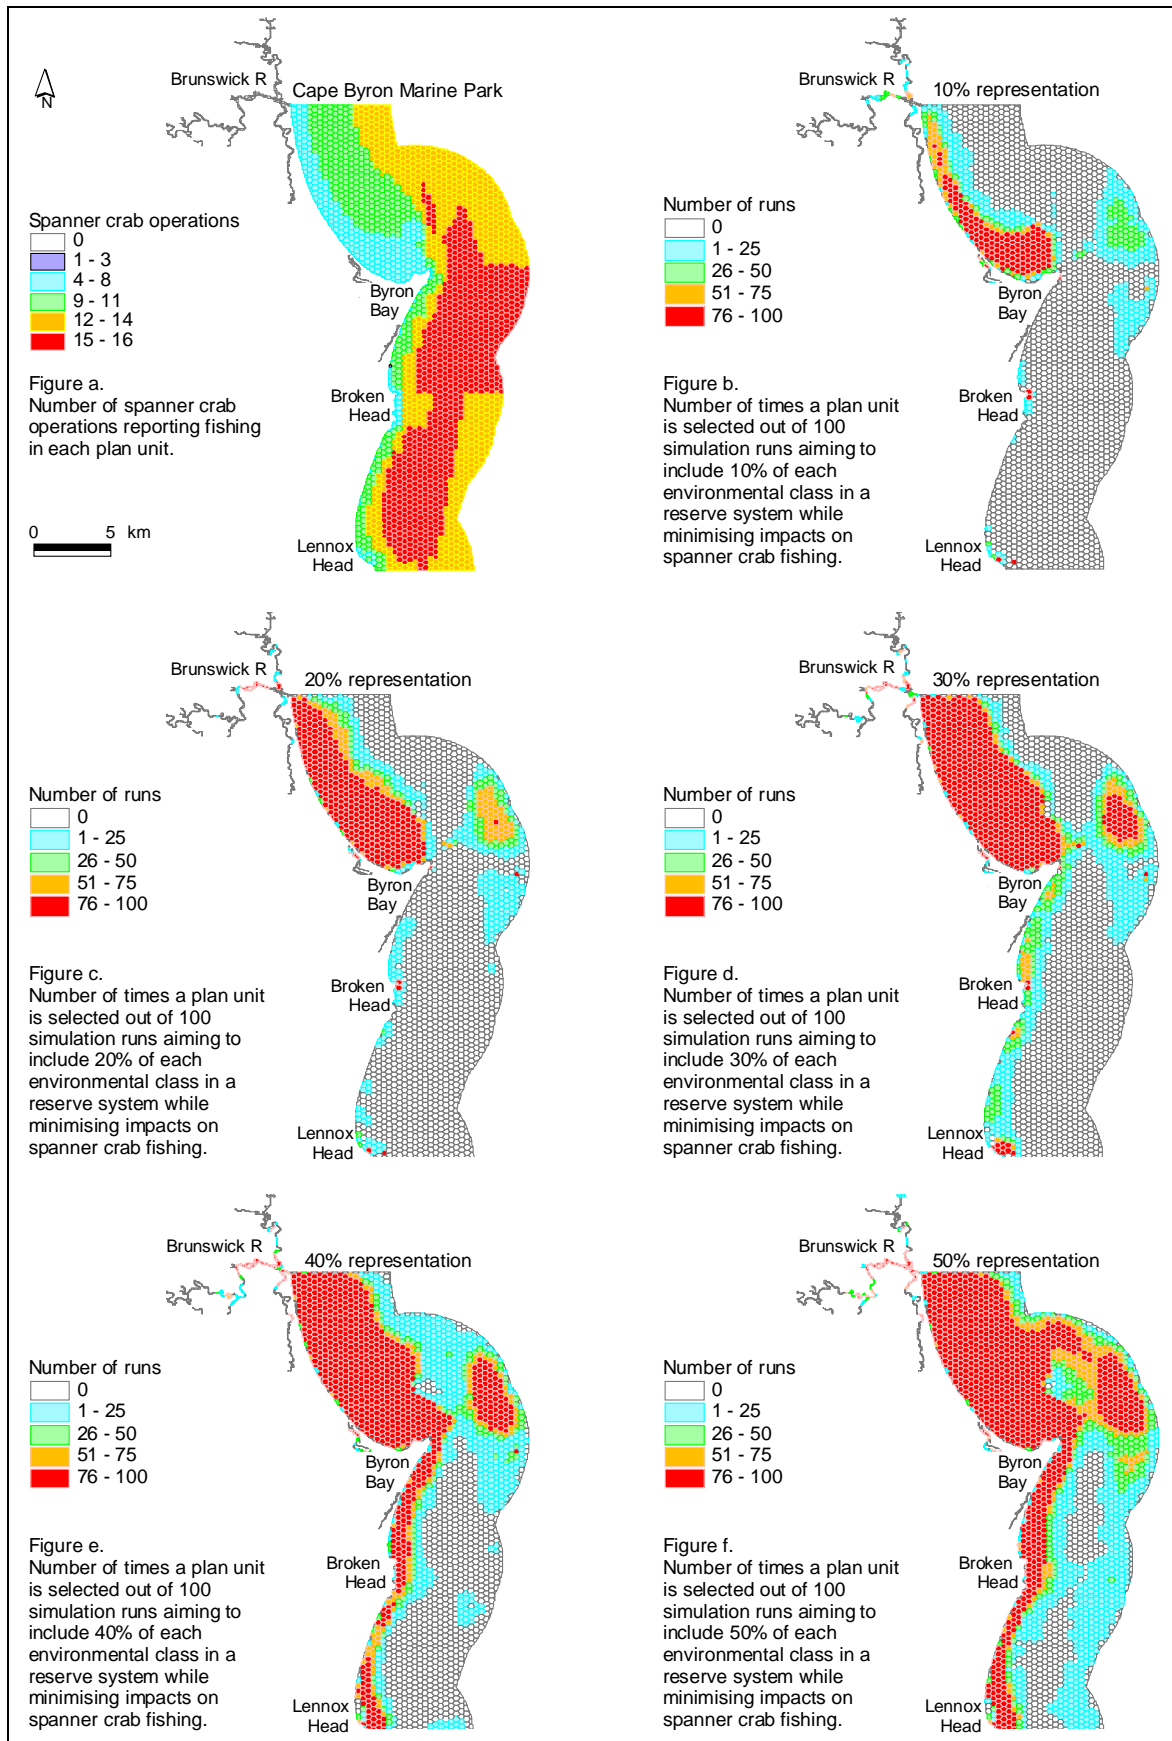 Brunswick R
Cape Byron Marine Park
N
Spanner crab operations
0
1 - 3
4 - 8
9 - 11
12 - 14
15 - 16
Byron
Bay
Broken
Head
Lennox
Head
Figure a.
Number of spanner crab
operations reporting fishing
in each plan unit.
0 5 km
Brunswick R
10% representation
Number of runs
0
1 - 25
26 - 50
51 - 75
76 - 100
Byron
Bay
Broken
Head
Lennox
Head
Figure b.
Number of times a plan unit
is selected out of 100
simulation runs aiming to
include 10% of each
environmental class in a
reserve system while
minimising impacts on
spanner crab fishing.
Brunswick R
20% representation
Number of runs
0
1 - 25
26 - 50
51 - 75
76 - 100
Byron
Bay
Broken
Head
Lennox
Head
Figure c.
Number of times a plan unit
is selected out of 100
simulation runs aiming to
include 20% of each
environmental class in a
reserve system while
minimising impacts on
spanner crab fishing.
Brunswick R
30% representation
Number of runs
0
1 - 25
26 - 50
51 - 75
76 - 100
Byron
Bay
Broken
Head
Lennox
Head
Figure d.
Number of times a plan unit
is selected out of 100
simulation runs aiming to
include 30% of each
environmental class in a
reserve system while
minimising impacts on
spanner crab fishing.
Brunswick R
40% representation
Number of runs
0
1 - 25
26 - 50
51 - 75
76 - 100
Byron
Bay
Broken
Head
Lennox
Head
Figure e.
Number of times a plan unit
is selected out of 100
simulation runs aiming to
include 40% of each
environmental class in a
reserve system while
minimising impacts on
spanner crab fishing.
Brunswick R
50% representation
Number of runs
0
1 - 25
26 - 50
51 - 75
76 - 100
Byron
Bay
Broken
Head
Lennox
Head
Figure f.
Number of times a plan unit
is selected out of 100
simulation runs aiming to
include 50% of each
environmental class in a
reserve system while
minimising impacts on
spanner crab fishing.